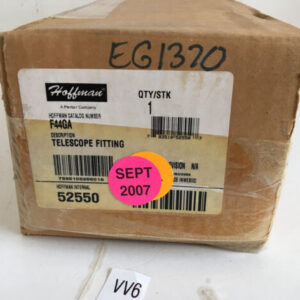 EG1370
Hoffman
A Pentair Company
QTY/STK
1
HOFFMAN CATALOG NUMBER
F44GA
DESCRIPTION
TELESCOPE FITTING
SEPT
2007
HOFFMAN INTERNAL
52550
VV6